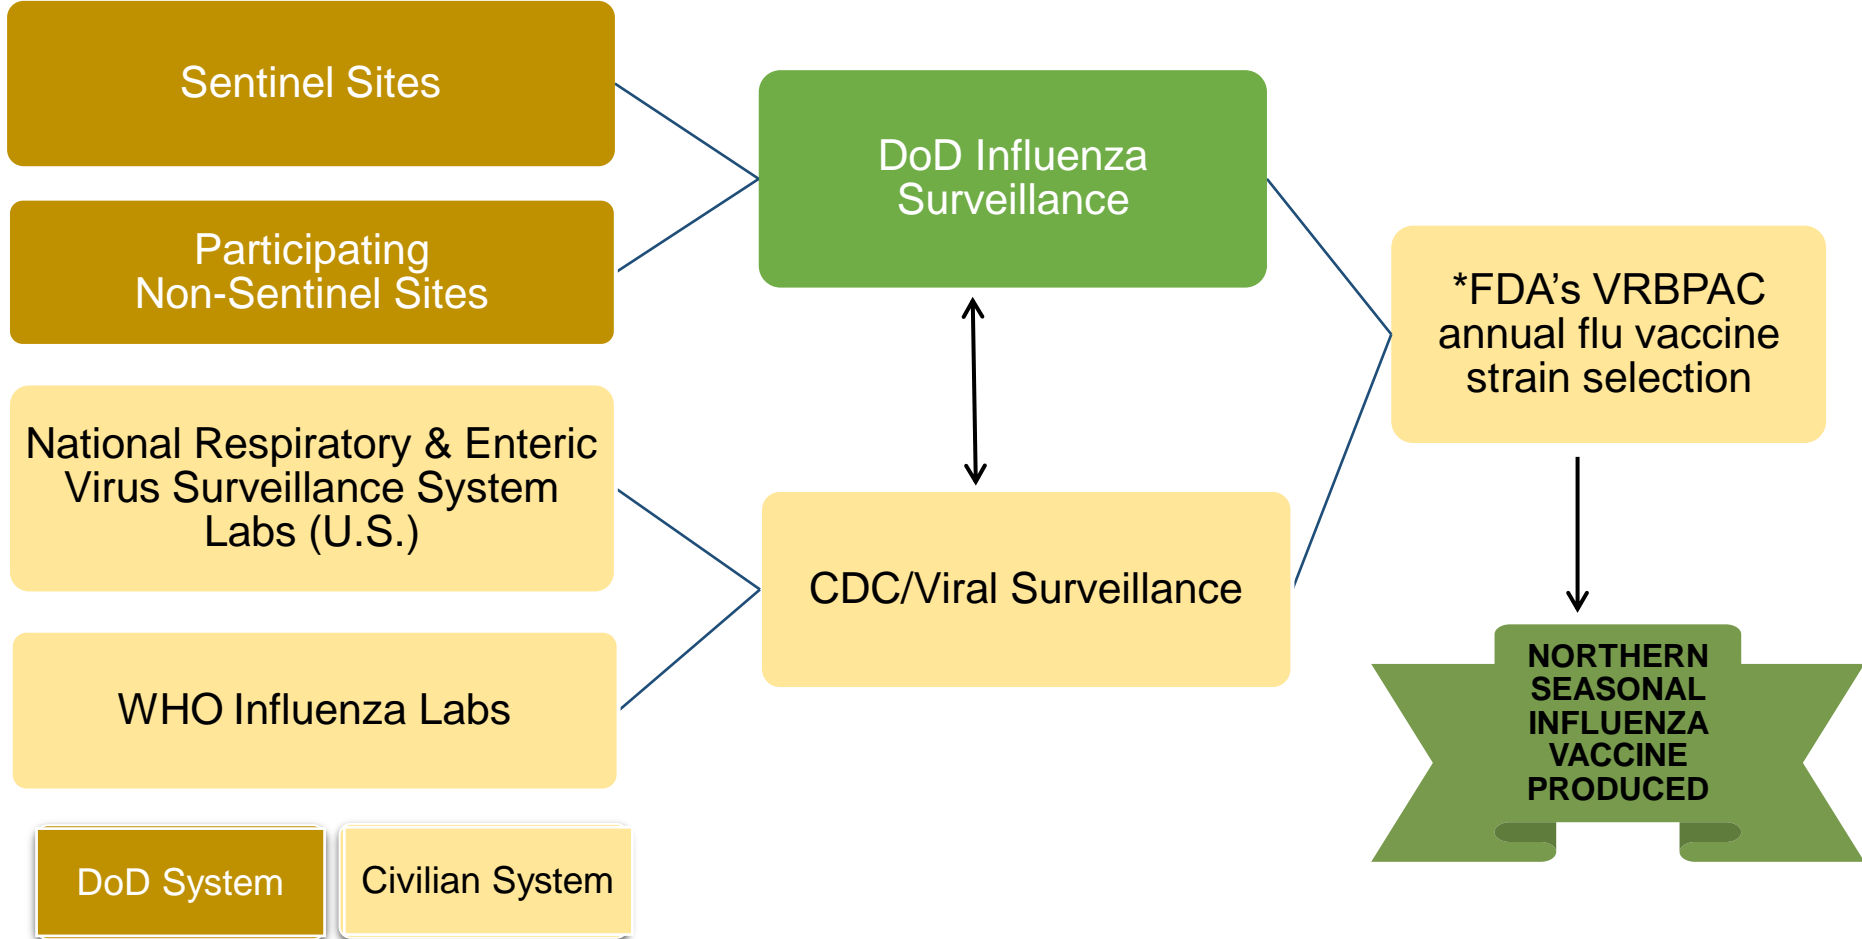 Sentinel Sites
Participating
Non-Sentinel Sites
National Respiratory & Enteric
Virus Surveillance System
Labs (U.S.)
WHO Influenza Labs
DoD System
Civilian System
DoD Influenza
Surveillance
CDC/Viral Surveillance
*FDA’s VRBPAC
annual flu vaccine
strain selection
NORTHERN
SEASONAL
INFLUENZA
VACCINE
PRODUCED